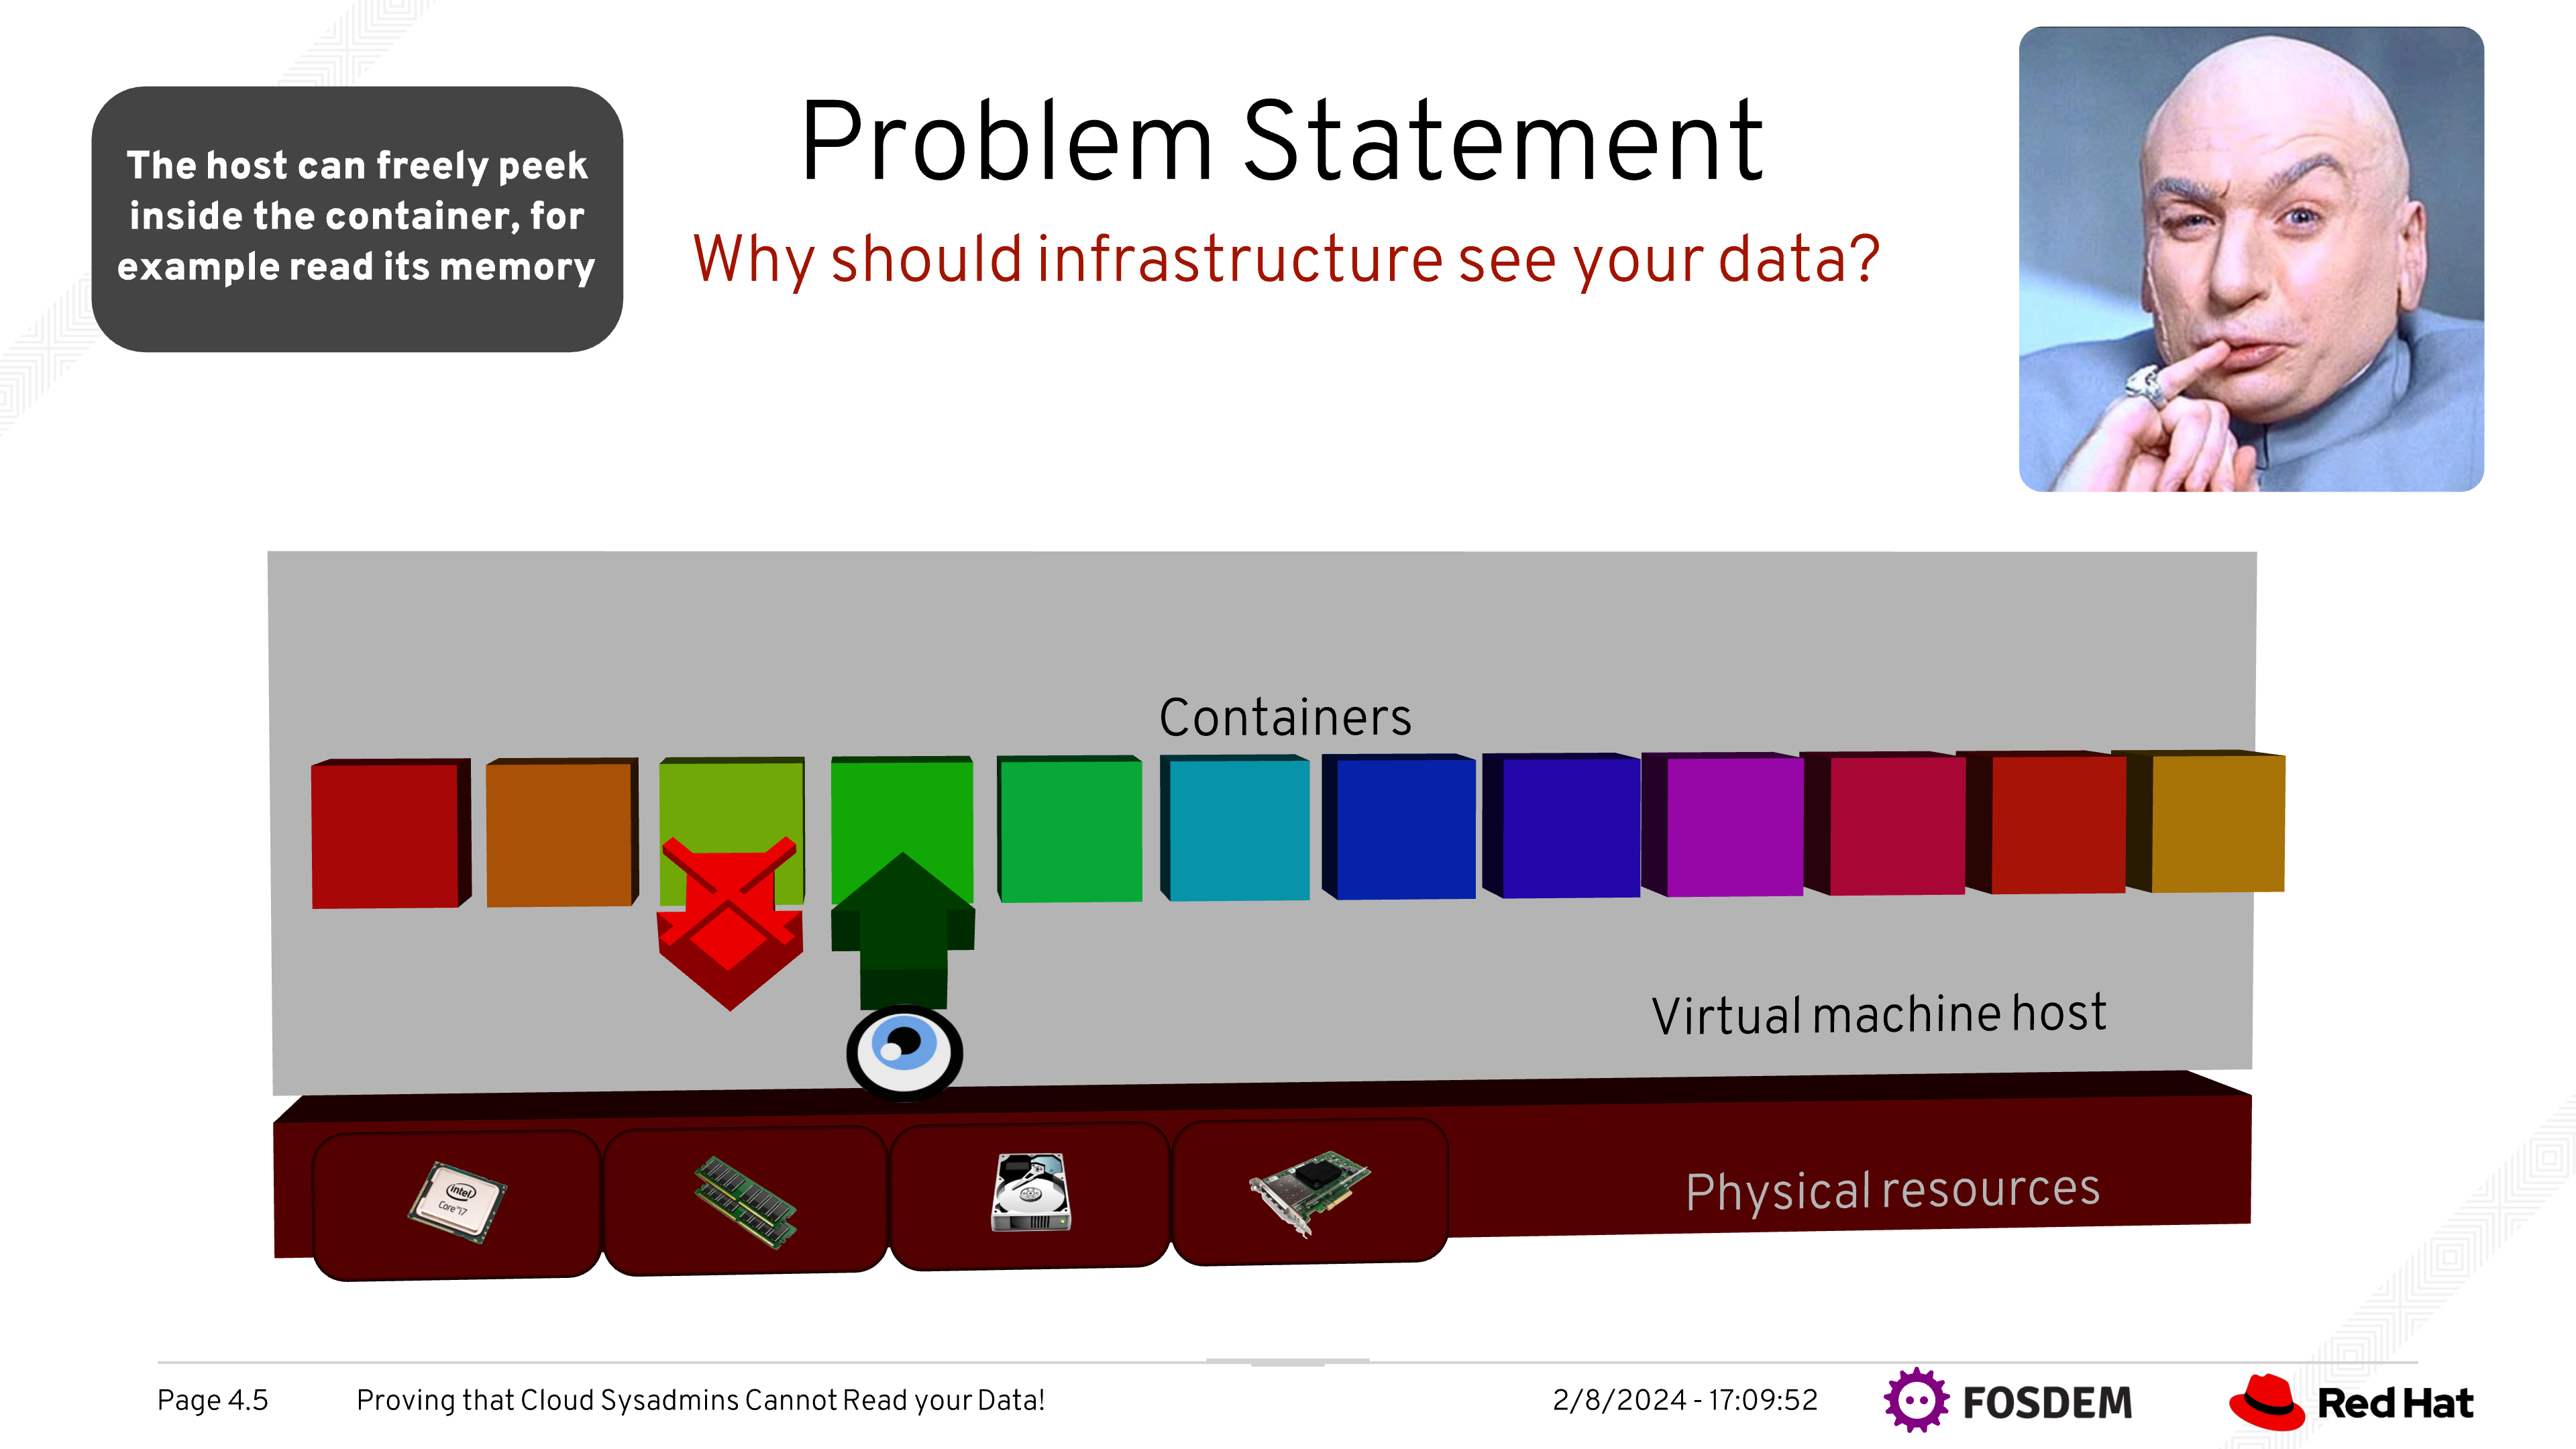 The host can freely peek
inside the container, for
example read its memory
Problem Statement
Why should infrastructure see your data?
Containers
Virtual machine host
Physical resources
intel
Core™i7
Page 4.5
Proving that Cloud Sysadmins Cannot Read your Data!
2/8/2024 - 17:09:52
FOSDEM
Red Hat